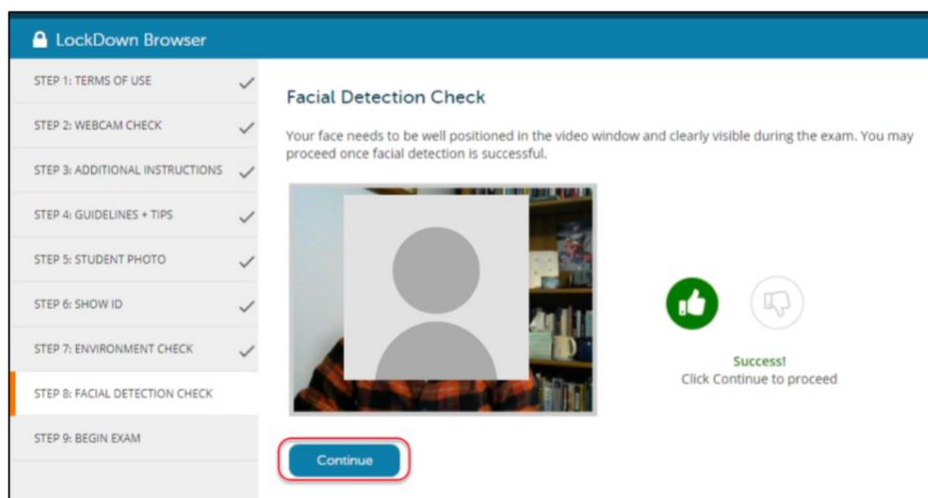 LockDown Browser
STEP 1: TERMS OF USE
STEP 2: WEBCAM CHECK
STEP 3: ADDITIONAL INSTRUCTIONS
STEP 4: GUIDELINES + TIPS
STEP 5: STUDENT PHOTO
STEP 6: SHOW ID
STEP 7: ENVIRONMENT CHECK
STEP 8: FACIAL DETECTION CHECK
STEP 9: BEGIN EXAM
Facial Detection Check
Your face needs to be well positioned in the video window and clearly visible during the exam. You may
proceed once facial detection is successful.
Success!
Click Continue to proceed
Continue